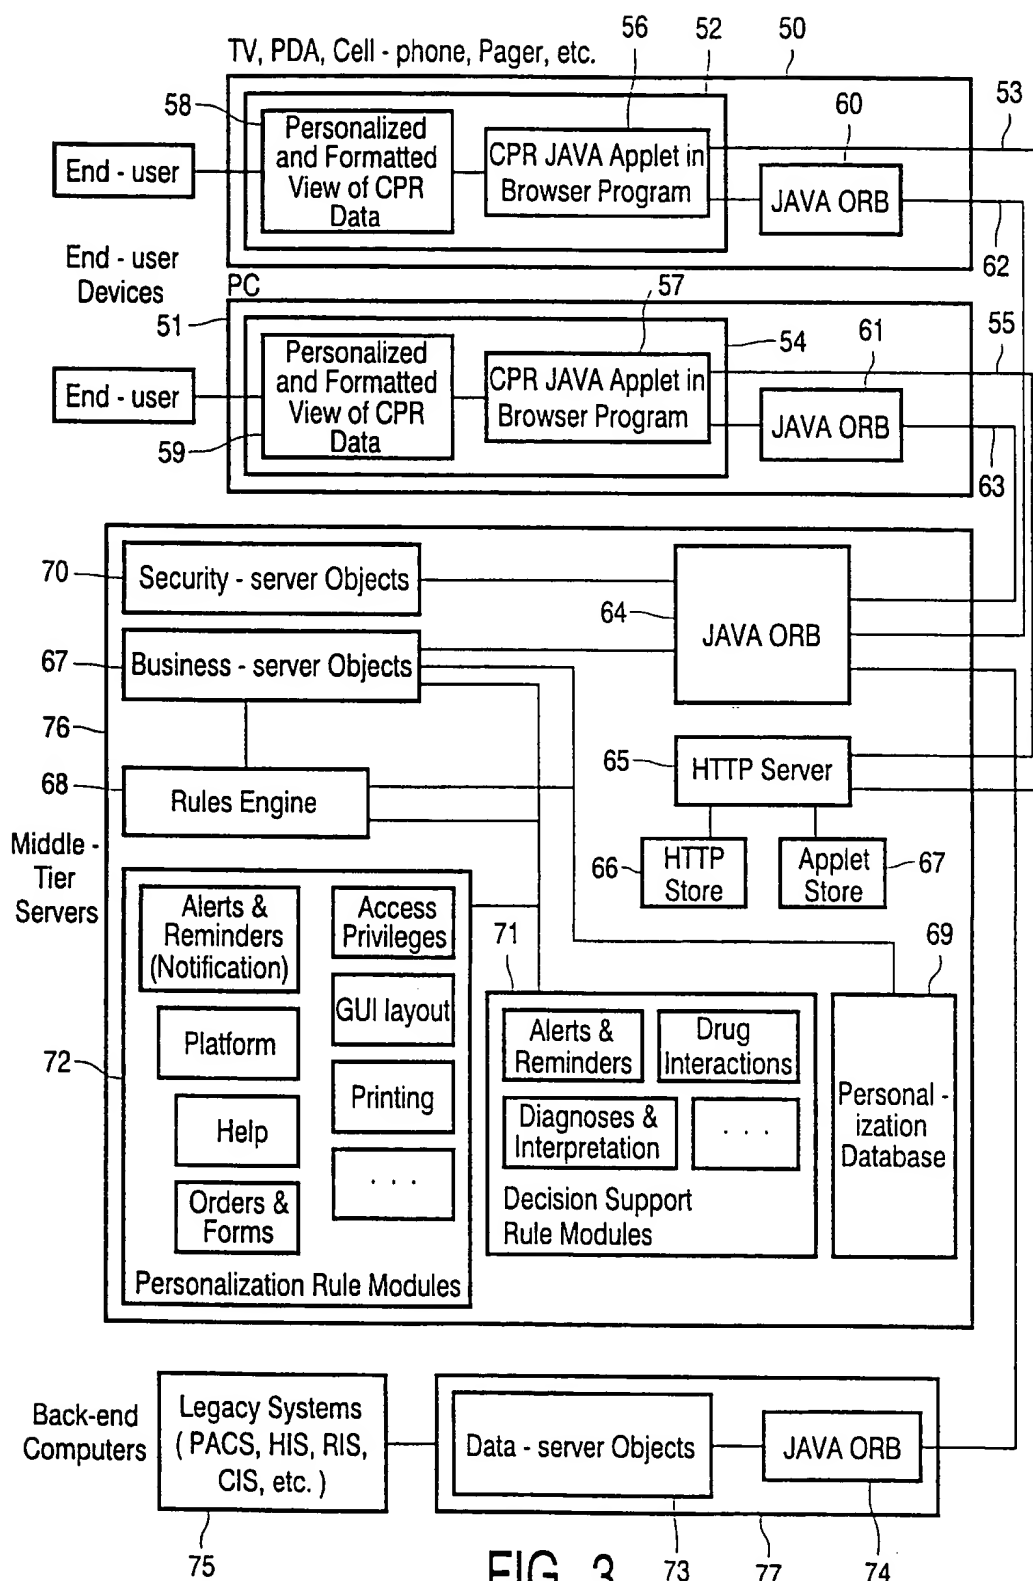 56
52
50
TV, PDA, Cell - phone, Pager, etc.
53
58
60
Personalized
and Formatted
View of CPR
Data
CPR JAVA Applet in
Browser Program
End - user
JAVA ORB
62
End - user
Devices
PC
57
51
61
55
54
Personalized
and Formatted
View of CPR
Data
CPR JAVA Applet in
Browser Program
End - user
JAVA ORB
59
63
70
Security - server Objects
64
JAVA ORB
67
Business - server Objects
76
65
HTTP Server
68
Rules Engine
Middle -
Tier
Servers
66
HTTP
Store
Applet
Store
67
Alerts &
Reminders
(Notification)
Access
Privileges
71
69
GUI layout
Platform
Alerts &
Reminders
Drug
Interactions
72
Printing
Personal -
ization
Database
Help
Diagnoses &
Interpretation
. . .
. . .
Orders &
Forms
Decision Support
Rule Modules
Personalization Rule Modules
Back-end
Computers
Legacy Systems
( PACS, HIS, RIS,
CIS, etc. )
Data - server Objects
JAVA ORB
75
73
77
74
FIG. 3